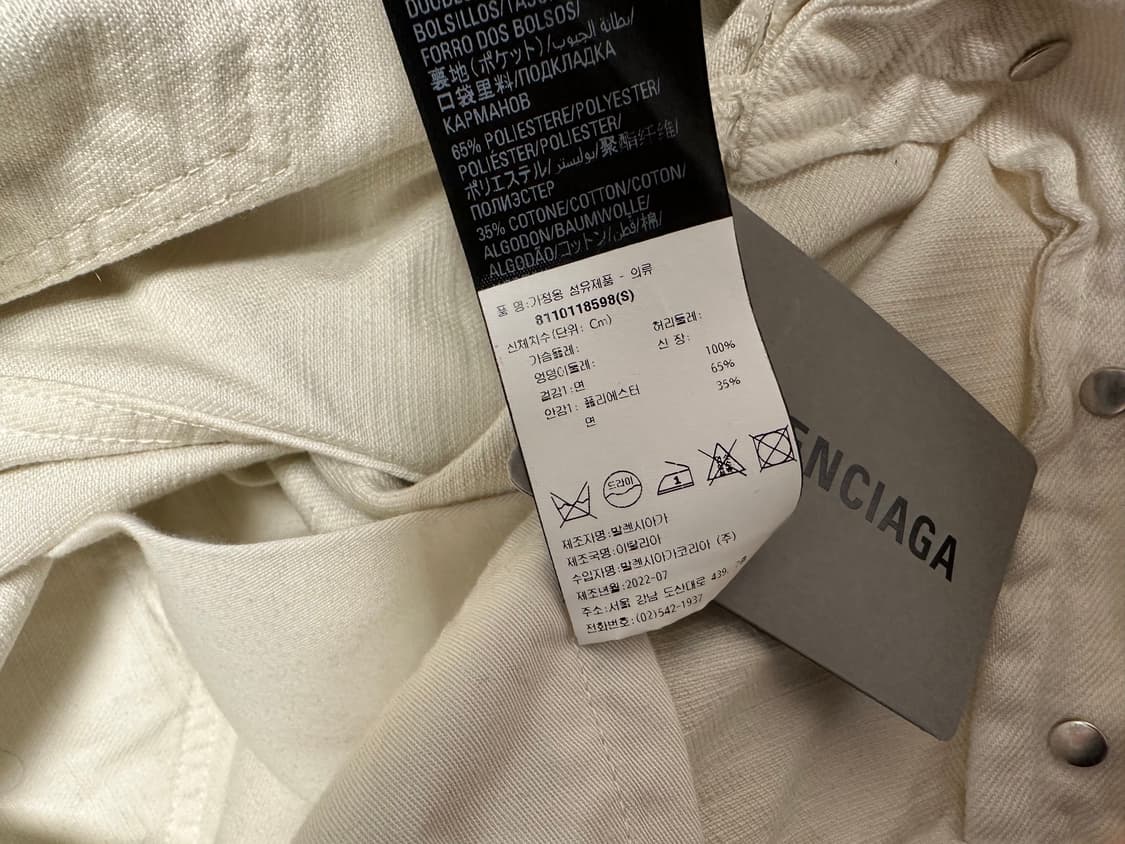 BOLSILLOS/
FORRO DOS BOLSOS/
بطانة الجيوب/
裏地(ポケット)/
口袋里料/ПОДКЛАДКА
КАРМАНОВ
65% POLIESTERE/POLYESTER/
POLIÉSTER/POLIESTER/
ポリエステル/بوليستر/聚酯纤维/
ПОЛИЭСТЕР
35% COTONE/COTTON/COTON/
ALGODON/BAUMWOLLE/
ALGODÃO/コットン/قطن/棉/
품 명:가정용 섬유제품 - 의류
8110118598(S)
신체치수(단위: Cm)
가슴둘레: 허리둘레:
엉덩이둘레: 신 장:
겉감1:면 100%
안감1: 폴리에스터 65%
면 35%
드라이
1
제조자명:발렌시아가
제조국명:이탈리아
수입자명:발렌시아가코리아 (주)
제조년월:2022-07
주소:서울 강남 도산대로 439,
전화번호:(02)542-1937
ENCIAGA